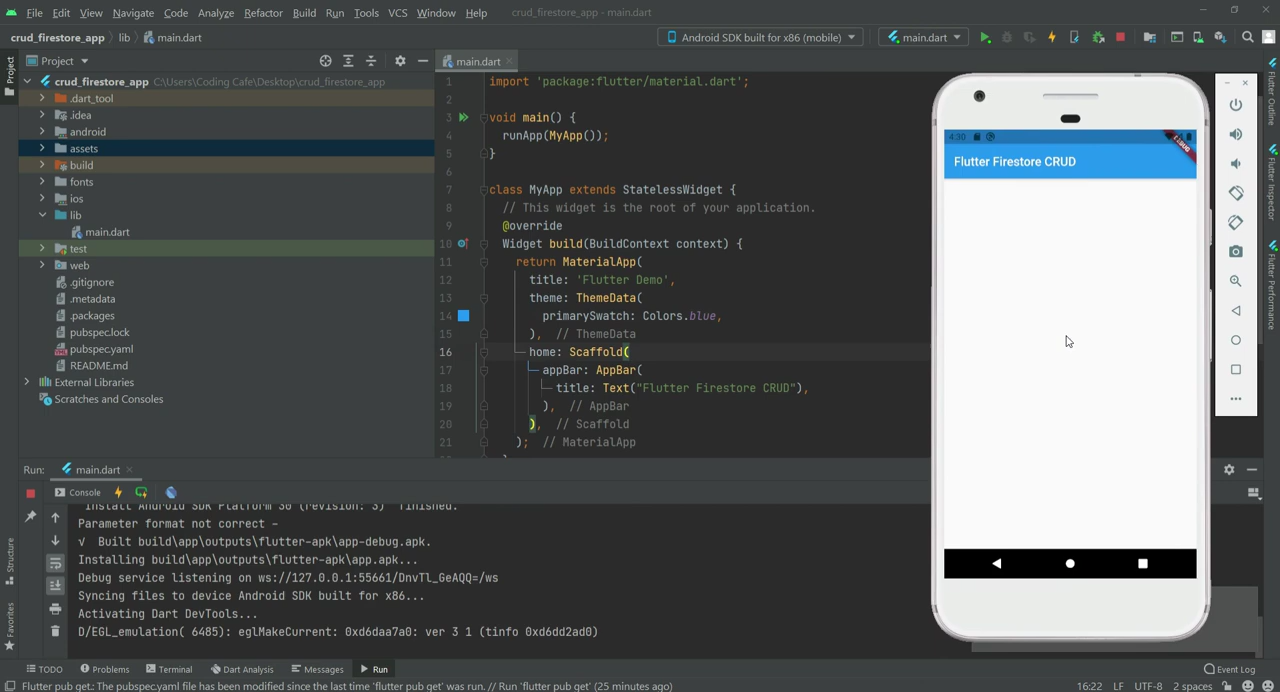 File Edit View Navigate Code Analyze Refactor Build Run Tools VCS Window Help crud_firestore_app - main.dart
crud_firestore_app lib main.dart Android SDK built for x86 (mobile) main.dart
Project
Project
main.dart
crud_firestore_app C:\Users\Coding Cafe\Desktop\crud_firestore_app
.dart_tool
.idea
android
assets
build
fonts
ios
lib
main.dart
test
web
.gitignore
.metadata
.packages
pubspec.lock
pubspec.yaml
README.md
External Libraries
Scratches and Consoles
1 import 'package:flutter/material.dart';
2
3 void main() {
4 runApp(MyApp());
5 }
6
7 class MyApp extends StatelessWidget {
8 // This widget is the root of your application.
9 @override
10 Widget build(BuildContext context) {
11 return MaterialApp(
12 title: 'Flutter Demo',
13 theme: ThemeData(
14 primarySwatch: Colors.blue,
15 ), // ThemeData
16 home: Scaffold(
17 appBar: AppBar(
18 title: Text("Flutter Firestore CRUD"),
19 ), // AppBar
20 ), // Scaffold
21 ); // MaterialApp
4:30
DEBUG
Flutter Firestore CRUD
Flutter Outline
Flutter Inspector
Flutter Performance
Run: main.dart
Console
Install Android SDK Platform 30 (revision: 3) finished.
Parameter format not correct -
√ Built build\app\outputs\flutter-apk\app-debug.apk.
Installing build\app\outputs\flutter-apk\app.apk...
Debug service listening on ws://127.0.0.1:55661/DnvTl_GeAQQ=/ws
Syncing files to device Android SDK built for x86...
Activating Dart DevTools...
D/EGL_emulation( 6485): eglMakeCurrent: 0xd6daa7a0: ver 3 1 (tinfo 0xd6dd2ad0)
Structure
Favorites
TODO Problems Terminal Dart Analysis Messages Run Event Log
Flutter pub get.: The pubspec.yaml file has been modified since the last time 'flutter pub get' was run. // Run 'flutter pub get' (25 minutes ago) 16:22 LF UTF-8 2 spaces